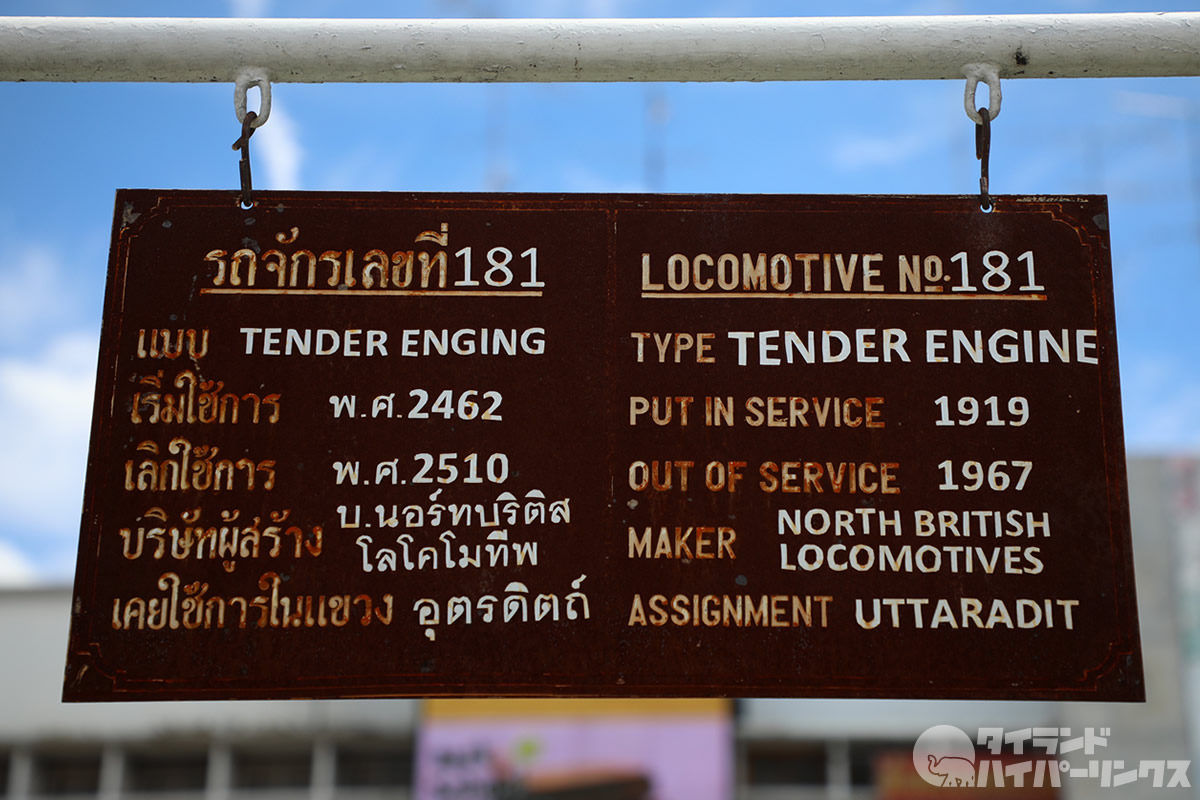 รถจักรเลขที่ 181
แบบ TENDER ENGING
เริ่มใช้การ พ.ศ.2462
เลิกใช้การ พ.ศ.2510
บริษัทผู้สร้าง บ.นอร์ทบริติส
โลโคโมทีพ
เคยใช้การในแขวง อุตรดิตถ์
LOCOMOTIVE NO. 181
TYPE TENDER ENGINE
PUT IN SERVICE 1919
OUT OF SERVICE 1967
MAKER NORTH BRITISH
LOCOMOTIVES
ASSIGNMENT UTTARADIT
タイランド
ハイパーリンクス